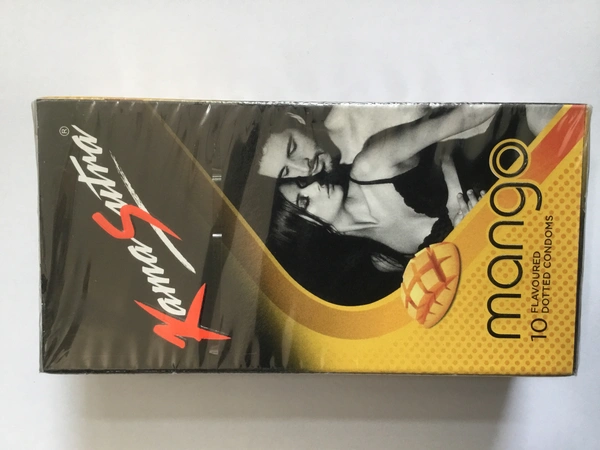 KamaSutra®
mango
10 FLAVOURED
DOTTED CONDOMS